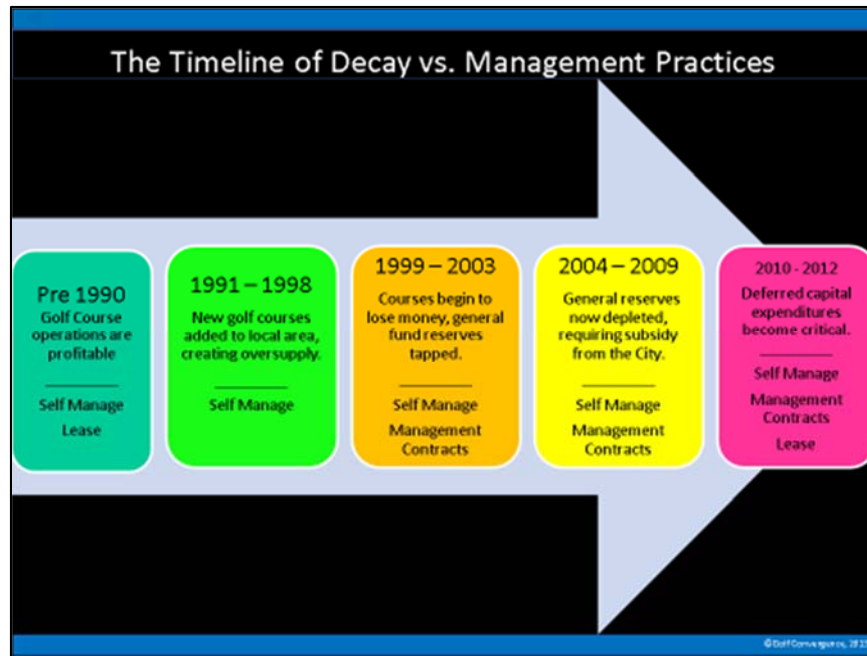 The Timeline of Decay vs. Management Practices
Pre 1990
Golf Course
operations are
profitable
Self Manage
Lease
1991 – 1998
New golf courses
added to local area,
creating oversupply.
Self Manage
1999 – 2003
Courses begin to
lose money, general
fund reserves
tapped.
Self Manage
Management
Contracts
2004 – 2009
General reserves
now depleted,
requiring subsidy
from the City.
Self Manage
Management
Contracts
2010 - 2012
Deferred capital
expenditures
become critical.
Self Manage
Management
Contracts
Lease
©Golf Convergence,